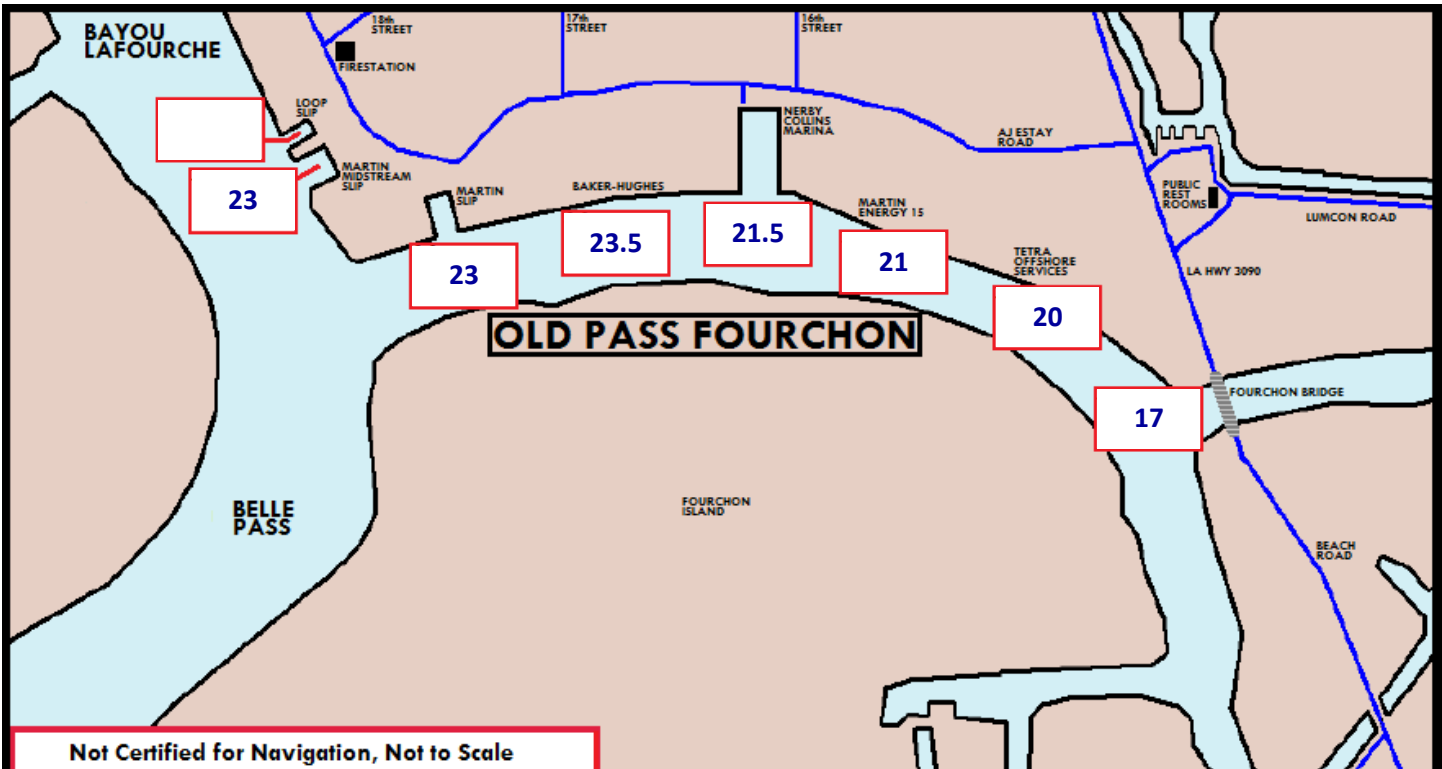 BAYOU
LAFOURCHE
18th
STREET
17th
STREET
16th
STREET
FIRESTATION
LOOP
SLIP
NERBY
COLLINS
MARINA
AJ ESTAY
ROAD
MARTIN
MIDSTREAM
SLIP
23
MARTIN
SLIP
BAKER-HUGHES
MARTIN
ENERGY 15
PUBLIC
REST
ROOMS
LUMCON ROAD
23
23.5
21.5
21
TETRA
OFFSHORE
SERVICES
LA HWY 3090
20
OLD PASS FOURCHON
17
FOURCHON BRIDGE
BELLE
PASS
FOURCHON
ISLAND
BEACH
ROAD
Not Certified for Navigation, Not to Scale